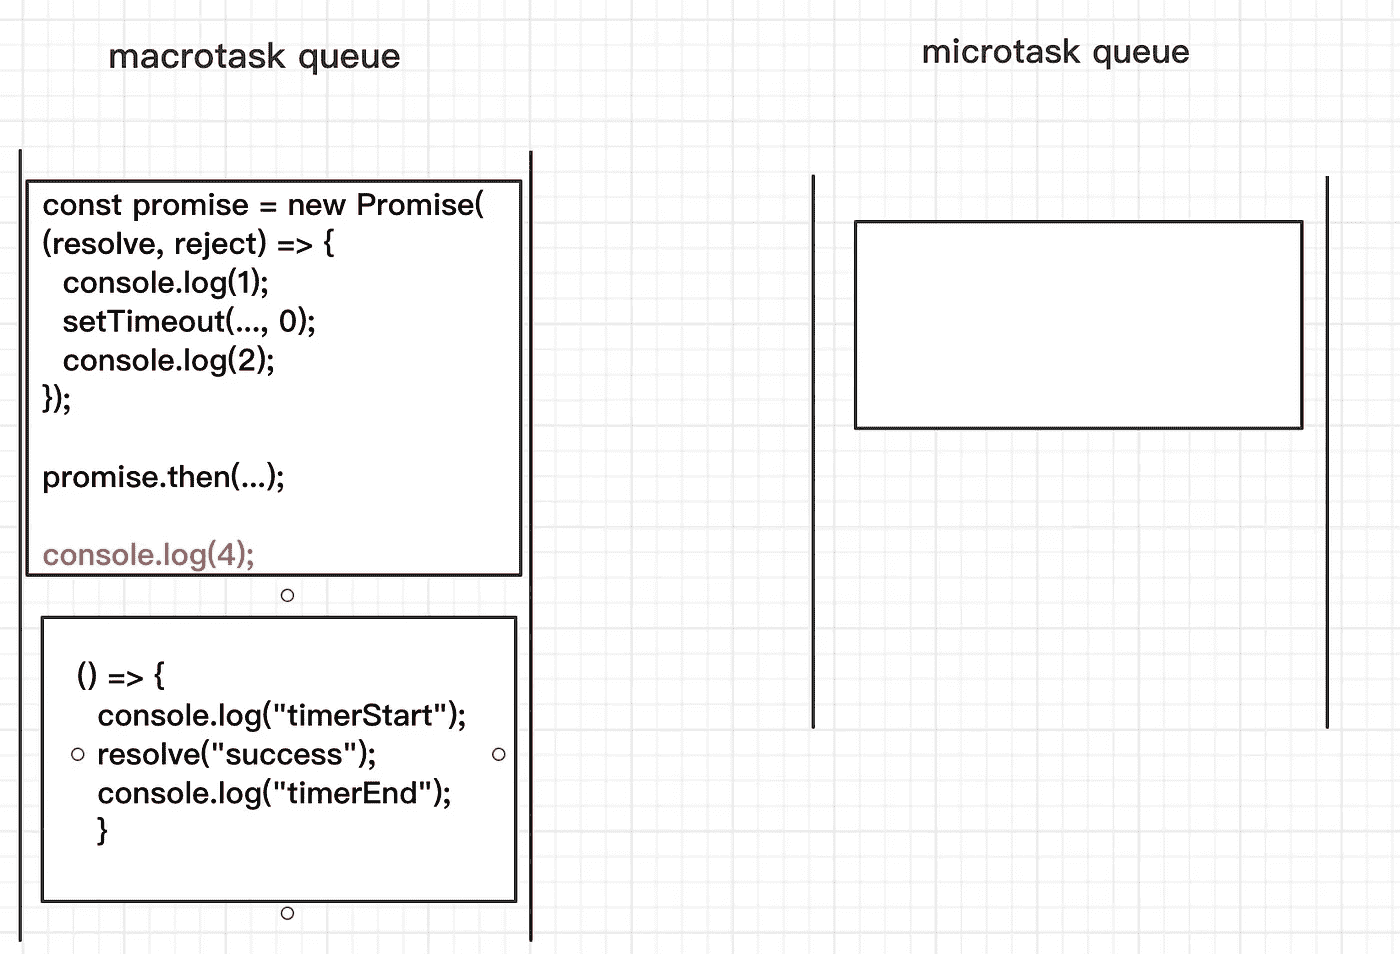 macrotask queue
microtask queue
const promise = new Promise(
(resolve, reject) => {
console.log(1);
setTimeout(..., 0);
console.log(2);
});
promise.then(...);
console.log(4);
() => {
console.log("timerStart");
resolve("success");
console.log("timerEnd");
}